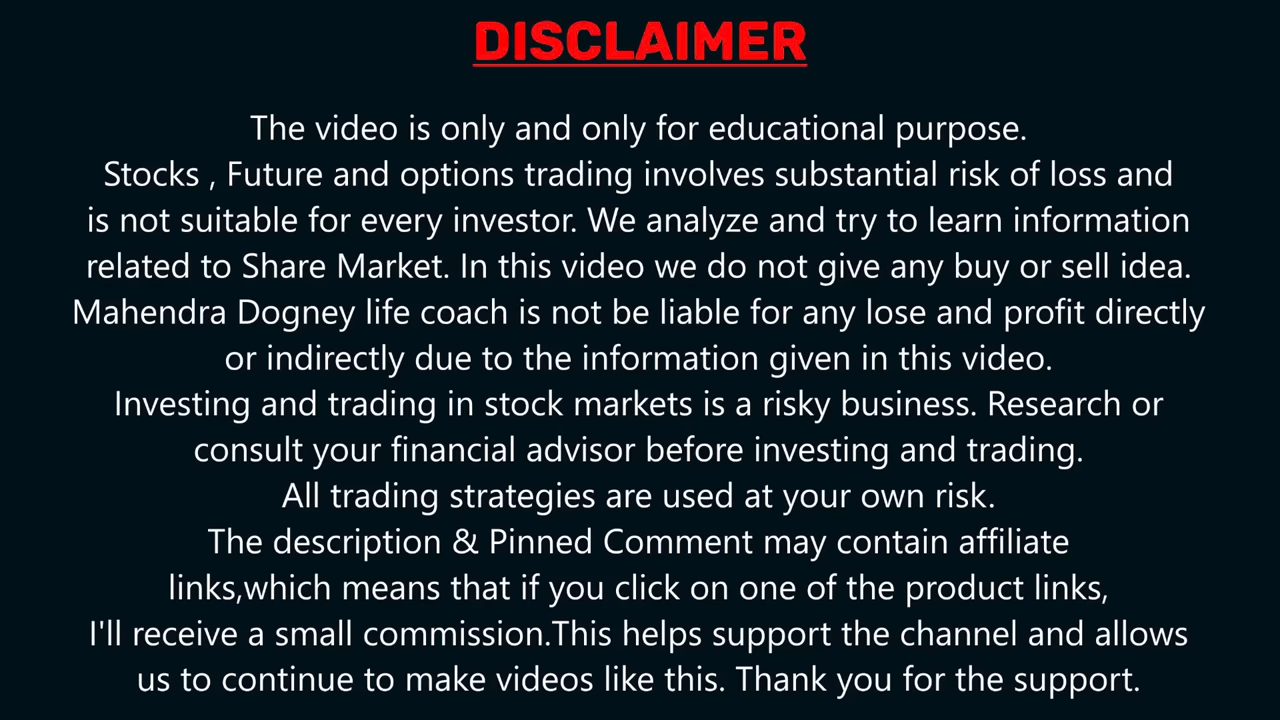 DISCLAIMER
The video is only and only for educational purpose.
Stocks , Future and options trading involves substantial risk of loss and
is not suitable for every investor. We analyze and try to learn information
related to Share Market. In this video we do not give any buy or sell idea.
Mahendra Dogney life coach is not be liable for any lose and profit directly
or indirectly due to the information given in this video.
Investing and trading in stock markets is a risky business. Research or
consult your financial advisor before investing and trading.
All trading strategies are used at your own risk.
The description & Pinned Comment may contain affiliate
links,which means that if you click on one of the product links,
I'll receive a small commission.This helps support the channel and allows
us to continue to make videos like this. Thank you for the support.